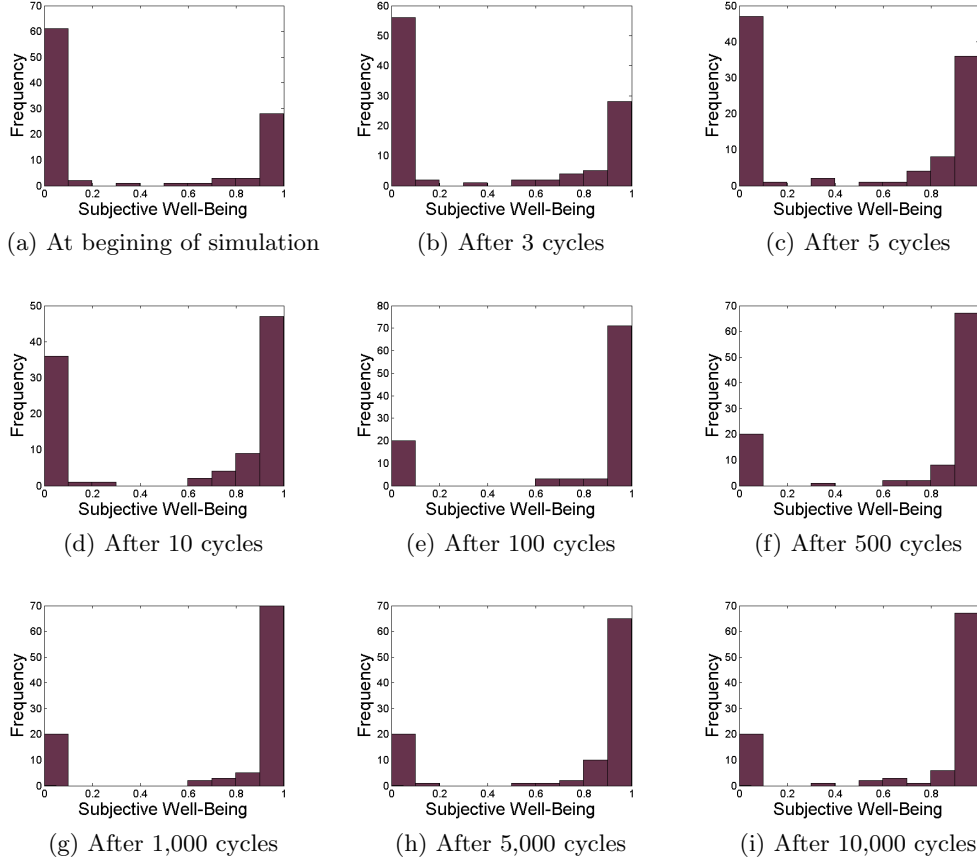 70
60
50
40
30
20
10
0
Frequency
0 0.2 0.4 0.6 0.8 1
Subjective Well-Being
(a) At begining of simulation
60
50
40
30
20
10
0
Frequency
0 0.2 0.4 0.6 0.8 1
Subjective Well-Being
(b) After 3 cycles
50
40
30
20
10
0
Frequency
0 0.2 0.4 0.6 0.8
Subjective Well-Being
(c) After 5 cycles
50
40
30
20
10
0
Frequency
0 0.2 0.4 0.6 0.8 1
Subjective Well-Being
(d) After 10 cycles
80
70
60
50
40
30
20
10
0
Frequency
0 0.2 0.4 0.6 0.8 1
Subjective Well-Being
(e) After 100 cycles
70
60
50
40
30
20
10
0
Frequency
0 0.2 0.4 0.6 0.8
Subjective Well-Being
(f) After 500 cycles
70
60
50
40
30
20
10
0
Frequency
0 0.2 0.4 0.6 0.8 1
Subjective Well-Being
(g) After 1,000 cycles
70
60
50
40
30
20
10
0
Frequency
0 0.2 0.4 0.6 0.8 1
Subjective Well-Being
(h) After 5,000 cycles
70
60
50
40
30
20
10
0
Frequency
0 0.2 0.4 0.6 0.8
Subjective Well-Being
(i) After 10,000 cycles